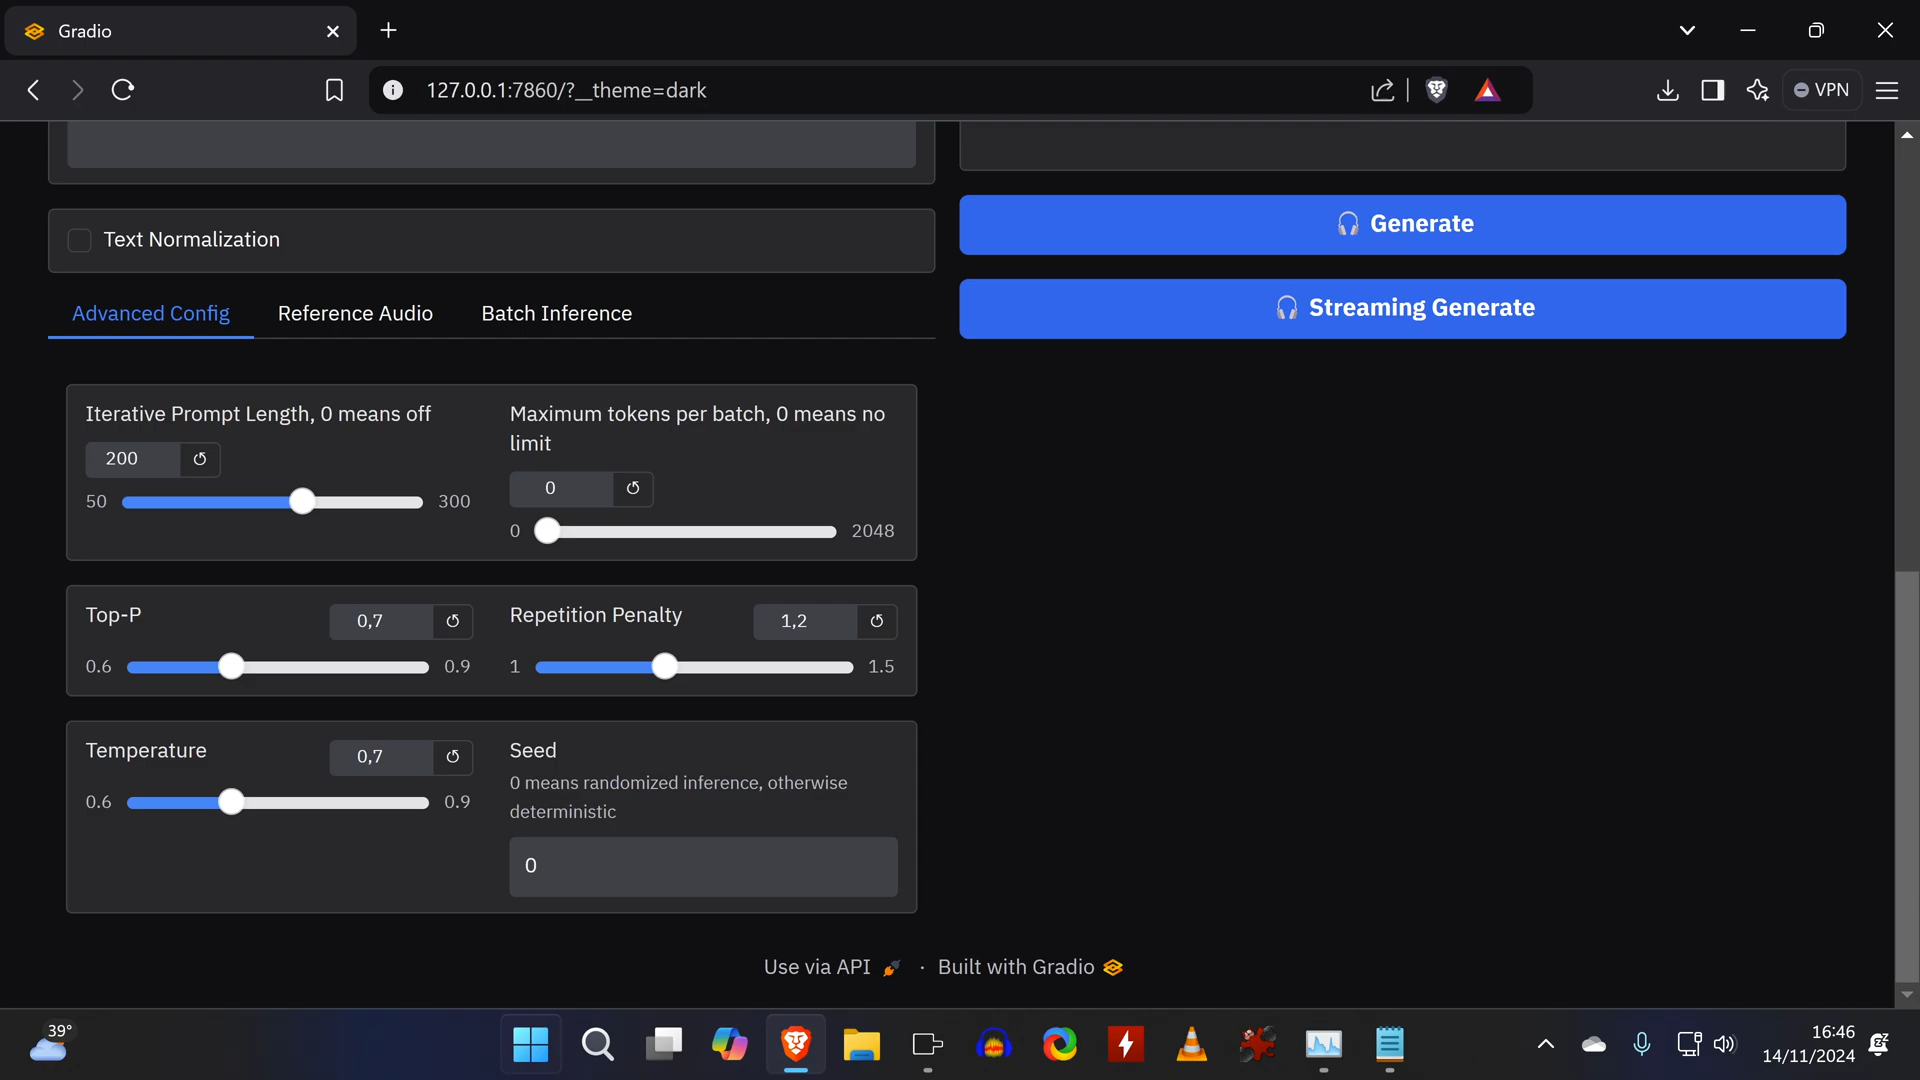 Gradio
127.0.0.1:7860/?__theme=dark
VPN
Text Normalization
Generate
Streaming Generate
Advanced Config
Reference Audio
Batch Inference
Iterative Prompt Length, 0 means off
200
50
300
Maximum tokens per batch, 0 means no
limit
0
0
2048
Top-P
0,7
0.6
0.9
Repetition Penalty
1,2
1
1.5
Temperature
0,7
0.6
0.9
Seed
0 means randomized inference, otherwise
deterministic
0
Use via API
·
Built with Gradio
39°
16:46
14/11/2024